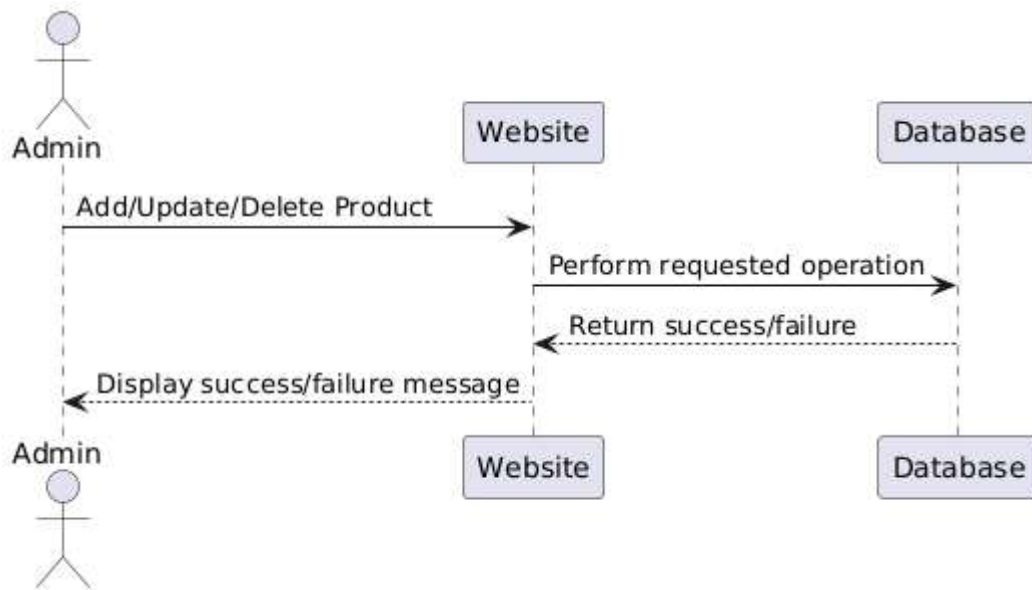 Admin
Website
Database
Add/Update/Delete Product
Perform requested operation
Return success/failure
Display success/failure message
Admin
Website
Database